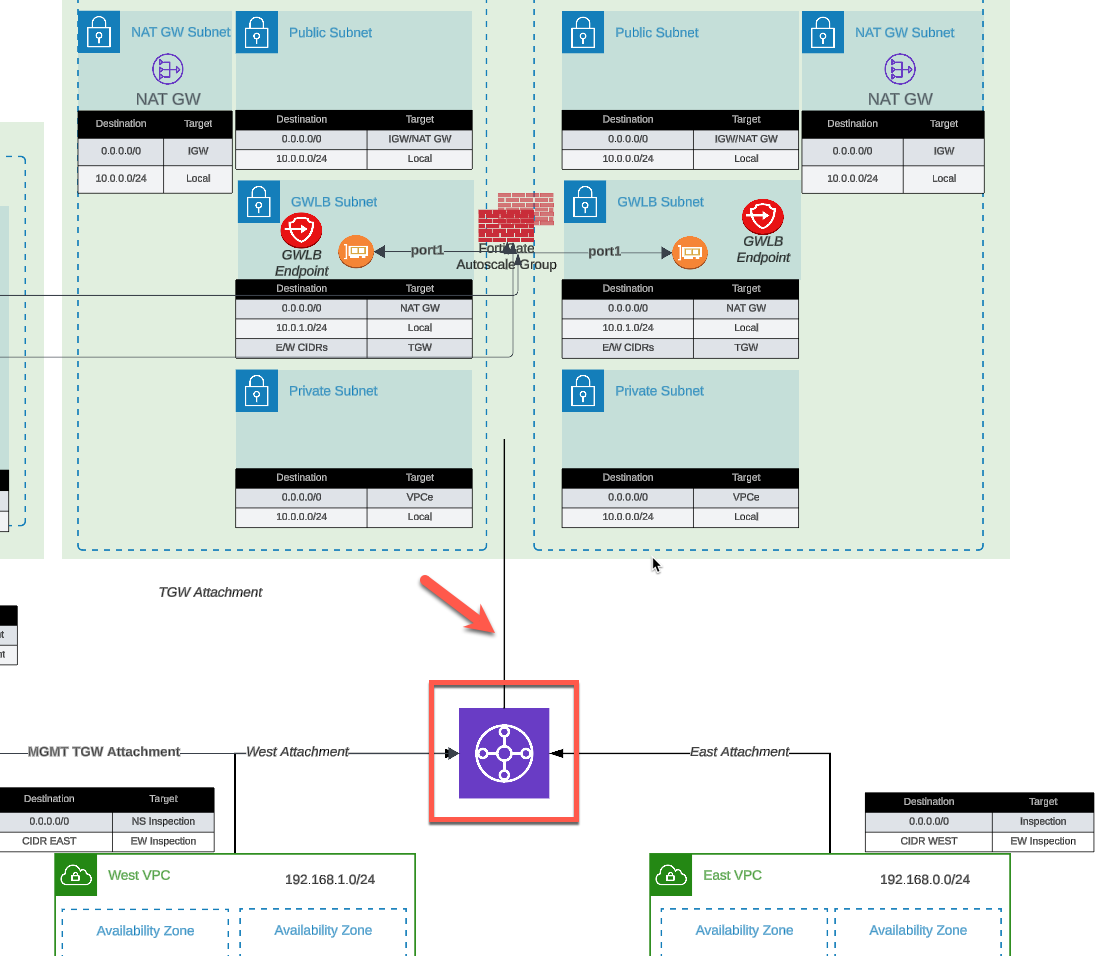 NAT GW Subnet
Public Subnet
Public Subnet
NAT GW Subnet
NAT GW
NAT GW
Destination Target
0.0.0.0/0 IGW
10.0.0.0/24 Local
Destination Target
0.0.0.0/0 IGW/NAT GW
10.0.0.0/24 Local
Destination Target
0.0.0.0/0 IGW/NAT GW
10.0.0.0/24 Local
Destination Target
0.0.0.0/0 IGW
10.0.0.0/24 Local
GWLB Subnet
GWLB
Endpoint
port1
FortiGate
Autoscale Group
port1
GWLB Subnet
GWLB
Endpoint
Destination Target
0.0.0.0/0 NAT GW
10.0.1.0/24 Local
E/W CIDRs TGW
Destination Target
0.0.0.0/0 NAT GW
10.0.1.0/24 Local
E/W CIDRs TGW
Private Subnet
Private Subnet
Destination Target
0.0.0.0/0 VPCe
10.0.0.0/24 Local
Destination Target
0.0.0.0/0 VPCe
10.0.0.0/24 Local
TGW Attachment
MGMT TGW Attachment
West Attachment
East Attachment
Destination Target
0.0.0.0/0 NS Inspection
CIDR EAST EW Inspection
Destination Target
0.0.0.0/0 Inspection
CIDR WEST EW Inspection
West VPC
192.168.1.0/24
East VPC
192.168.0.0/24
Availability Zone
Availability Zone
Availability Zone
Availability Zone